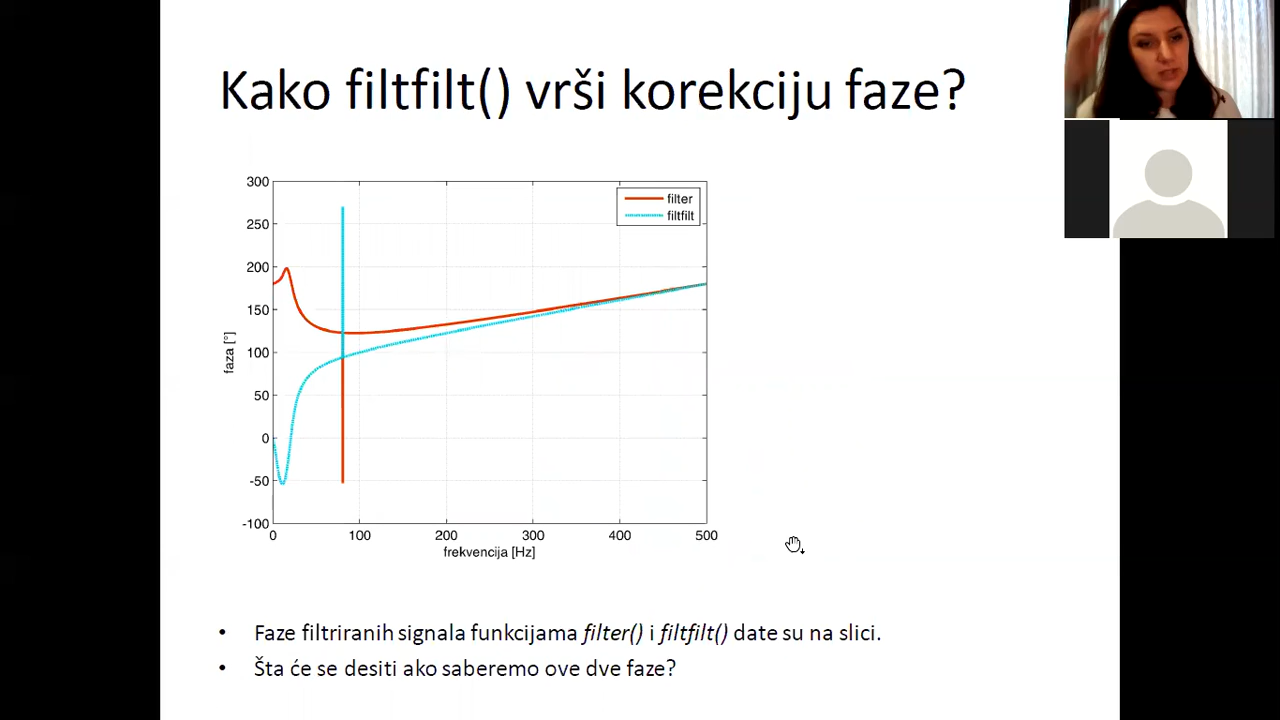 Kako filtfilt() vrši korekciju faze?
300
250
200
150
100
50
0
-50
-100
faza [°]
filter
filtfilt
0 100 200 300 400 500
frekvencija [Hz]
• Faze filtriranih signala funkcijama filter() i filtfilt() date su na slici.
• Šta će se desiti ako saberemo ove dve faze?